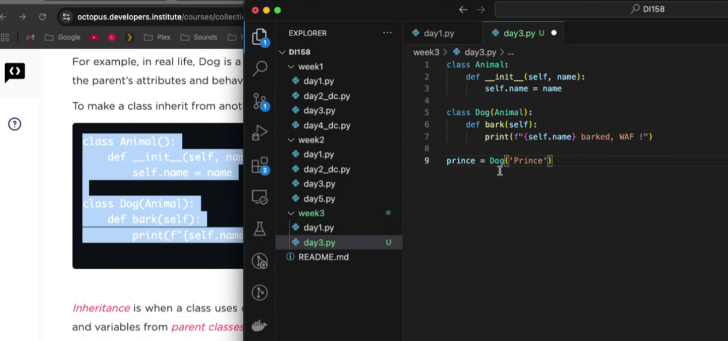 octopus.developers.institute/courses/collecti
Google
Plex
Sounds
For example, in real life, Dog is a
the parent's attributes and behav
To make a class inherit from anot
class Animal():
def __init__(self, nam
self.name = name
class Dog(Animal):
def bark(self):
print(f"{self.name
Inheritance is when a class uses
and variables from parent classes
DI158
EXPLORER
DI158
week1
day1.py
day2_dc.py
day3.py
day4_dc.py
week2
day1.py
day2_dc.py
day3.py
day5.py
week3
day1.py
day3.py U
README.md
1
1
2
day1.py
day3.py U
week3 > day3.py > ...
1 class Animal:
2 def __init__(self, name):
3 self.name = name
4
5 class Dog(Animal):
6 def bark(self):
7 print(f"{self.name} barked, WAF !")
8
9 prince = Dog('Prince')